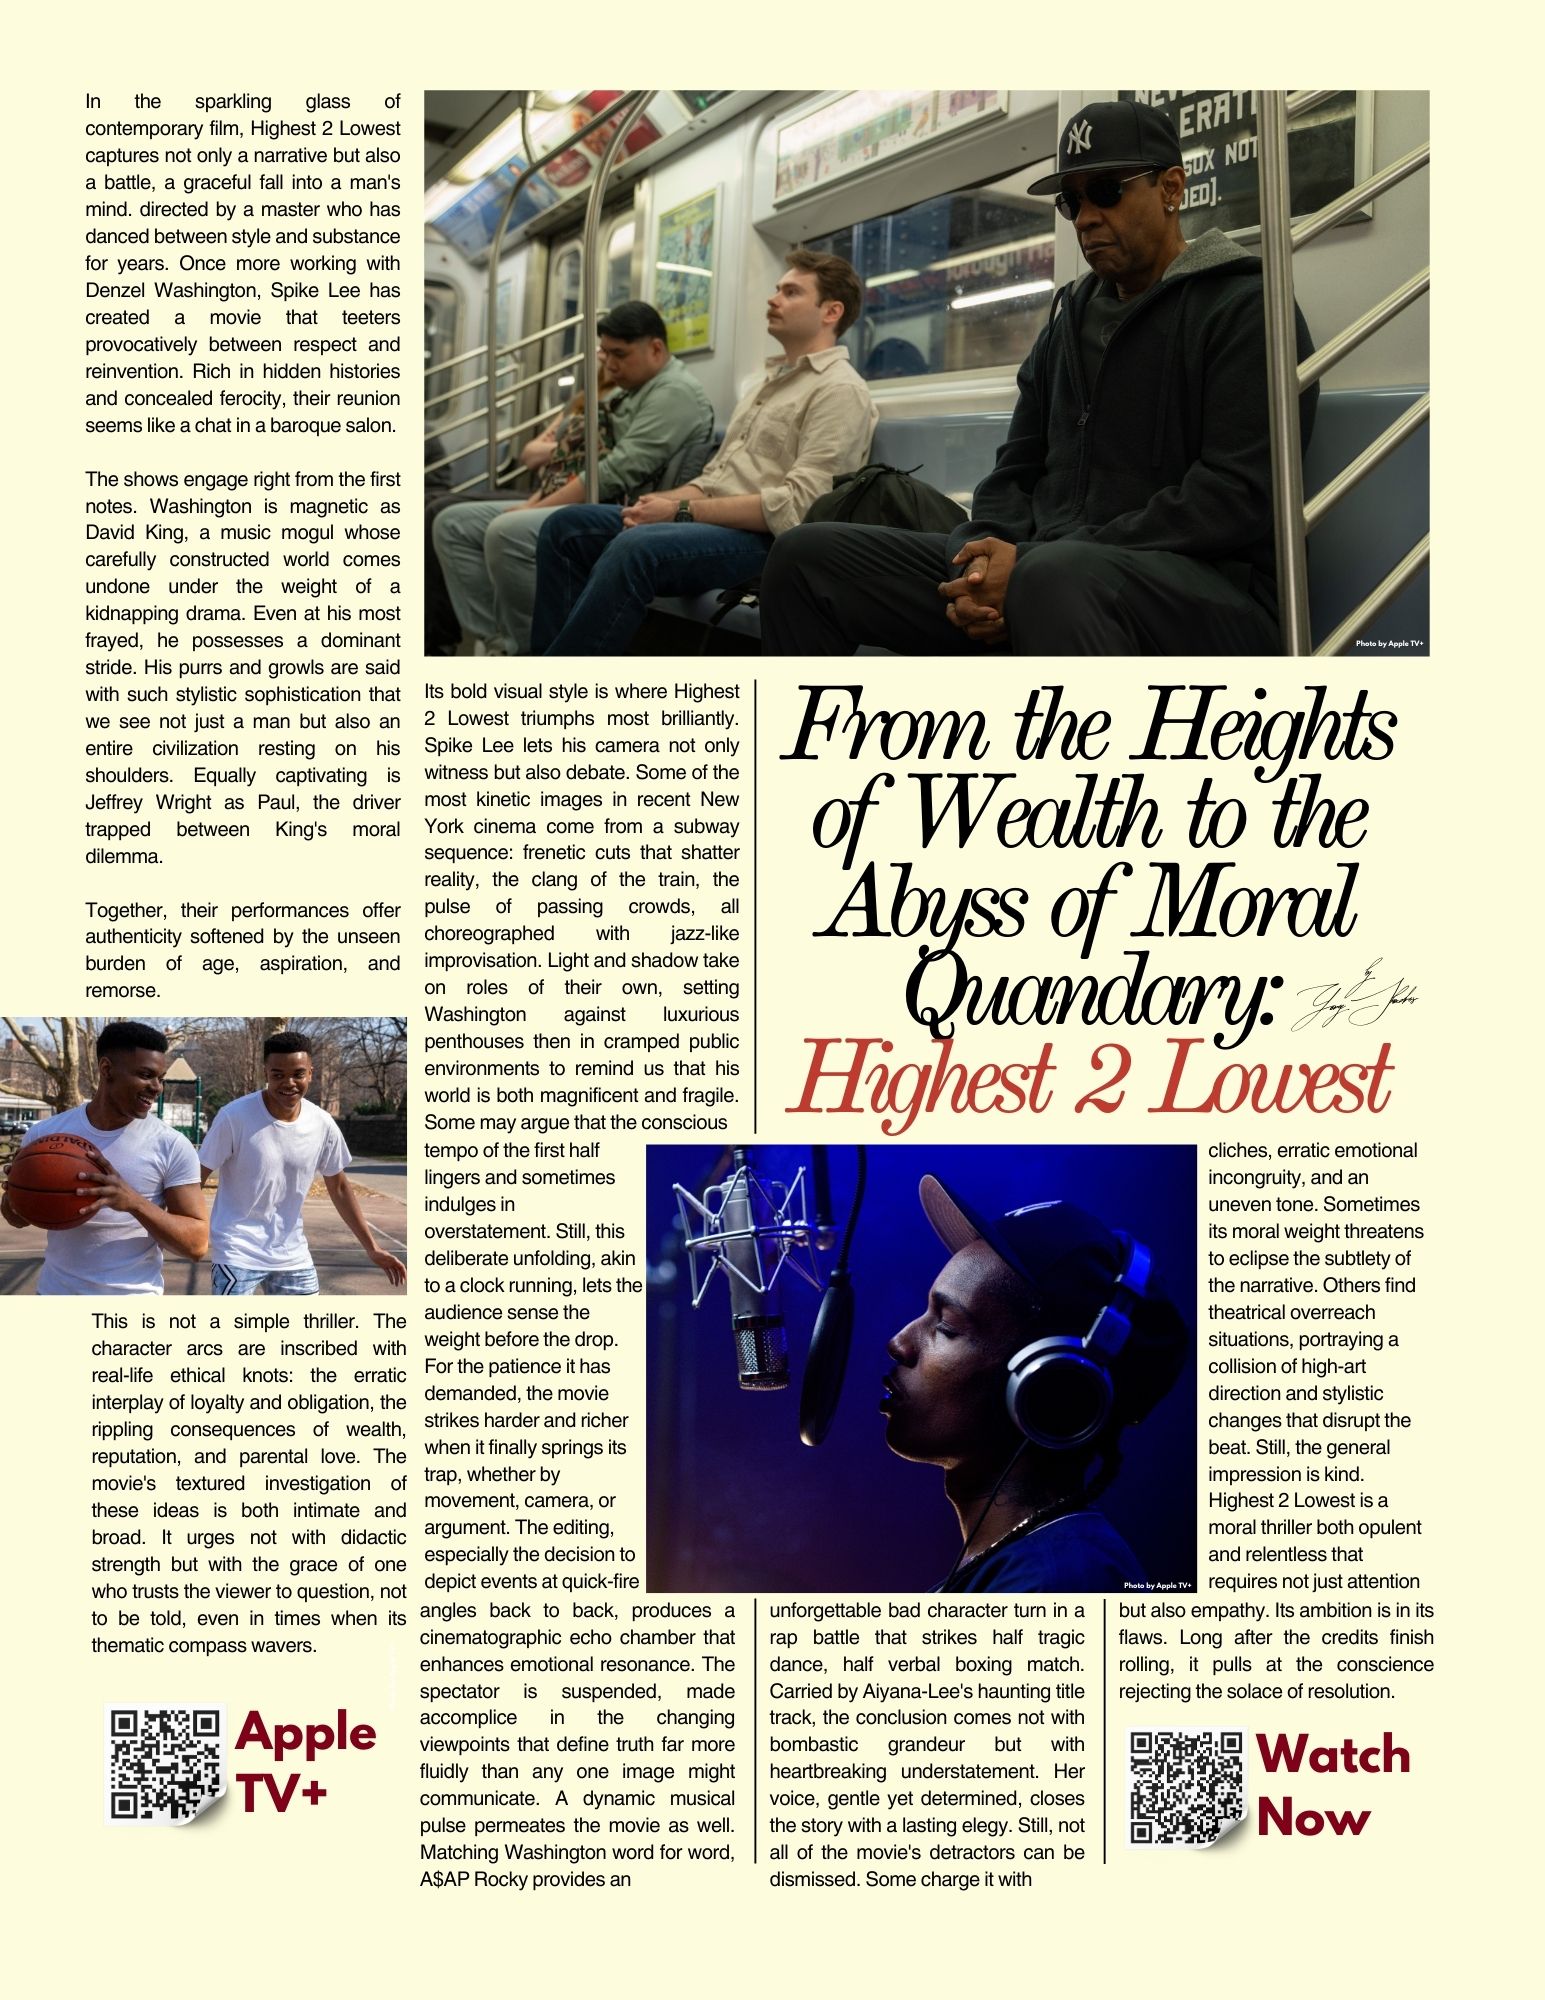 In the sparkling glass of
contemporary film, Highest 2 Lowest
captures not only a narrative but also
a battle, a graceful fall into a man's
mind. directed by a master who has
danced between style and substance
for years. Once more working with
Denzel Washington, Spike Lee has
created a movie that teeters
provocatively between respect and
reinvention. Rich in hidden histories
and concealed ferocity, their reunion
seems like a chat in a baroque salon.
The shows engage right from the first
notes. Washington is magnetic as
David King, a music mogul whose
carefully constructed world comes
undone under the weight of a
kidnapping drama. Even at his most
frayed, he possesses a dominant
stride. His purrs and growls are said
with such stylistic sophistication that
we see not just a man but also an
entire civilization resting on his
shoulders. Equally captivating is
Jeffrey Wright as Paul, the driver
trapped between King's moral
dilemma.
Together, their performances offer
authenticity softened by the unseen
burden of age, aspiration, and
remorse.
SPALDING
This is not a simple thriller. The
character arcs are inscribed with
real-life ethical knots: the erratic
interplay of loyalty and obligation, the
rippling consequences of wealth,
reputation, and parental love. The
movie's textured investigation of
these ideas is both intimate and
broad. It urges not with didactic
strength but with the grace of one
who trusts the viewer to question, not
to be told, even in times when its
thematic compass wavers.
Apple
TV+
NY
NEVER
ERATI
SOX NOT
DED].
Photo by Apple TV+
From the Heights
of Wealth to the
Abyss of Moral
Quandary:
by
Highest 2 Lowest
Its bold visual style is where Highest
2 Lowest triumphs most brilliantly.
Spike Lee lets his camera not only
witness but also debate. Some of the
most kinetic images in recent New
York cinema come from a subway
sequence: frenetic cuts that shatter
reality, the clang of the train, the
pulse of passing crowds, all
choreographed with jazz-like
improvisation. Light and shadow take
on roles of their own, setting
Washington against luxurious
penthouses then in cramped public
environments to remind us that his
world is both magnificent and fragile.
Some may argue that the conscious
tempo of the first half
lingers and sometimes
indulges in
overstatement. Still, this
deliberate unfolding, akin
to a clock running, lets the
audience sense the
weight before the drop.
For the patience it has
demanded, the movie
strikes harder and richer
when it finally springs its
trap, whether by
movement, camera, or
argument. The editing,
especially the decision to
depict events at quick-fire
angles back to back, produces a
cinematographic echo chamber that
enhances emotional resonance. The
spectator is suspended, made
accomplice in the changing
viewpoints that define truth far more
fluidly than any one image might
communicate. A dynamic musical
pulse permeates the movie as well.
Matching Washington word for word,
A$AP Rocky provides an
Photo by Apple TV+
unforgettable bad character turn in a
rap battle that strikes half tragic
dance, half verbal boxing match.
Carried by Aiyana-Lee's haunting title
track, the conclusion comes not with
bombastic grandeur but with
heartbreaking understatement. Her
voice, gentle yet determined, closes
the story with a lasting elegy. Still, not
all of the movie's detractors can be
dismissed. Some charge it with
cliches, erratic emotional
incongruity, and an
uneven tone. Sometimes
its moral weight threatens
to eclipse the subtlety of
the narrative. Others find
theatrical overreach
situations, portraying a
collision of high-art
direction and stylistic
changes that disrupt the
beat. Still, the general
impression is kind.
Highest 2 Lowest is a
moral thriller both opulent
and relentless that
requires not just attention
but also empathy. Its ambition is in its
flaws. Long after the credits finish
rolling, it pulls at the conscience
rejecting the solace of resolution.
Watch
Now